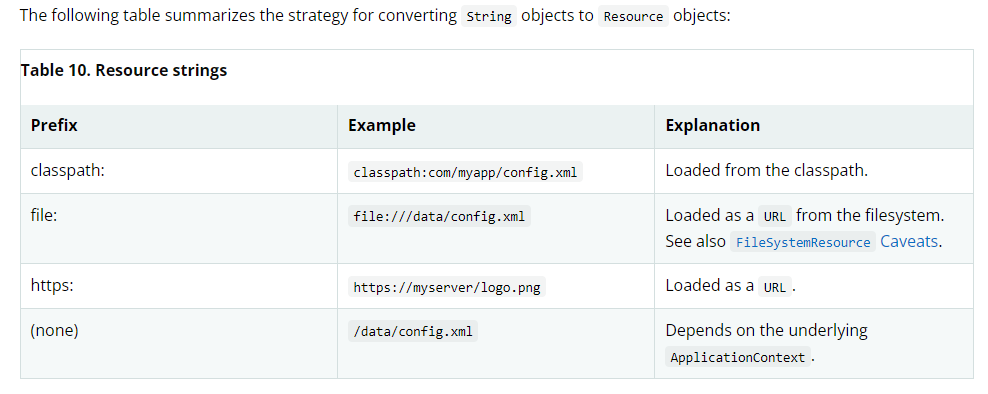 The following table summarizes the strategy for converting String objects to Resource objects:
Table 10. Resource strings
Prefix Example Explanation
classpath: classpath:com/myapp/config.xml Loaded from the classpath.
file: file:///data/config.xml Loaded as a URL from the filesystem.
See also FileSystemResource Caveats.
https: https://myserver/logo.png Loaded as a URL.
(none) /data/config.xml Depends on the underlying
ApplicationContext.